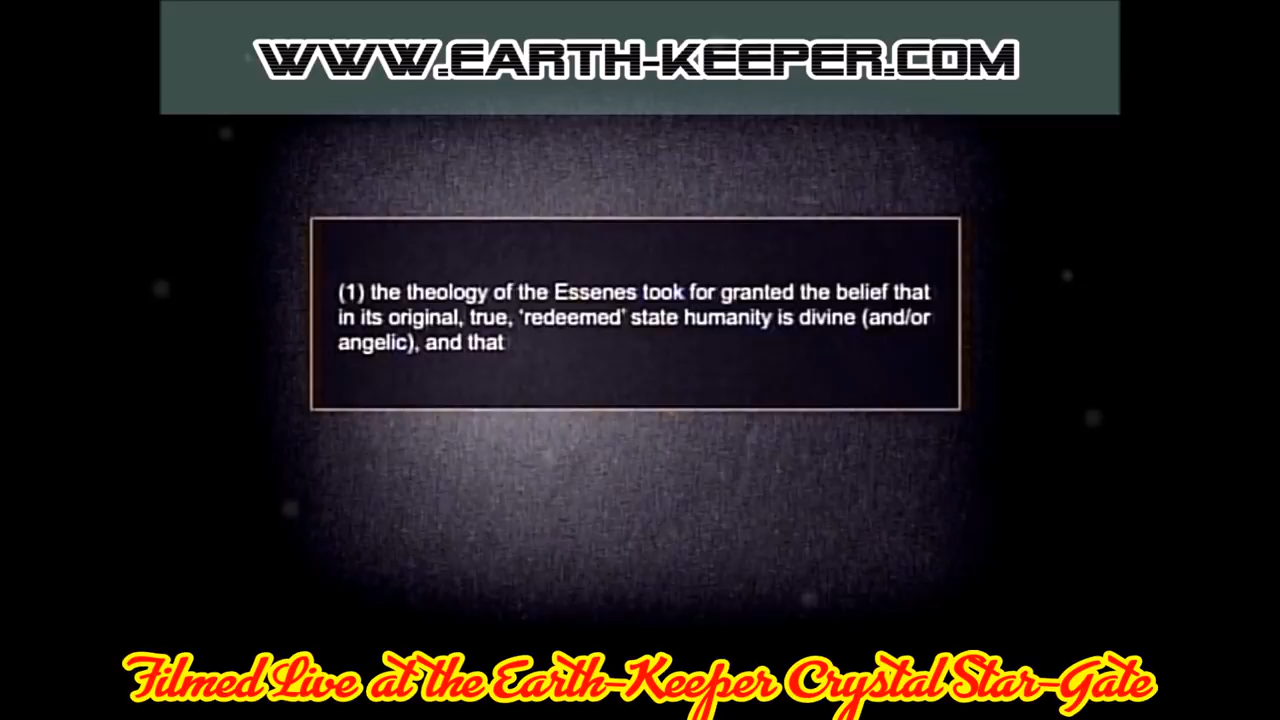 WWW.EARTH-KEEPER.COM
(1) the theology of the Essenes took for granted the belief that
in its original, true, ‘redeemed’ state humanity is divine (and/or
angelic), and that
Filmed Live at the Earth-Keeper Crystal Star-Gate